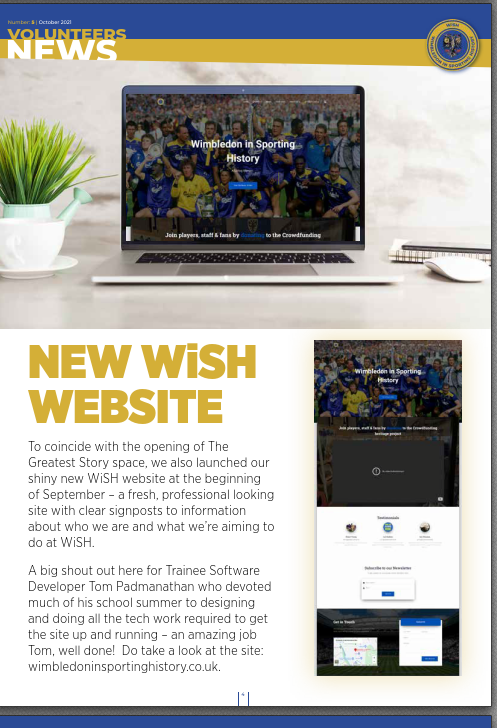 Number: 8 | October 2021
VOLUNTEERS
NEWS
WISH
WIMBLEDON IN SPORTING HISTORY
Wimbledon in Sporting
History
Join players, staff & fans by to the Crowdfunding
NEW WiSH
WEBSITE
To coincide with the opening of The
Greatest Story space, we also launched our
shiny new WiSH website at the beginning
of September – a fresh, professional looking
site with clear signposts to information
about who we are and what we're aiming to
do at WiSH.
A big shout out here for Trainee Software
Developer Tom Padmanathan who devoted
much of his school summer to designing
and doing all the tech work required to get
the site up and running – an amazing job
Tom, well done! Do take a look at the site:
wimbledoninsportinghistory.co.uk.
Wimbledon in Sporting
History
Join players, staff & fans by to the Crowdfunding
heritage project
Testimonials
Subscribe to our Newsletter
Get in Touch